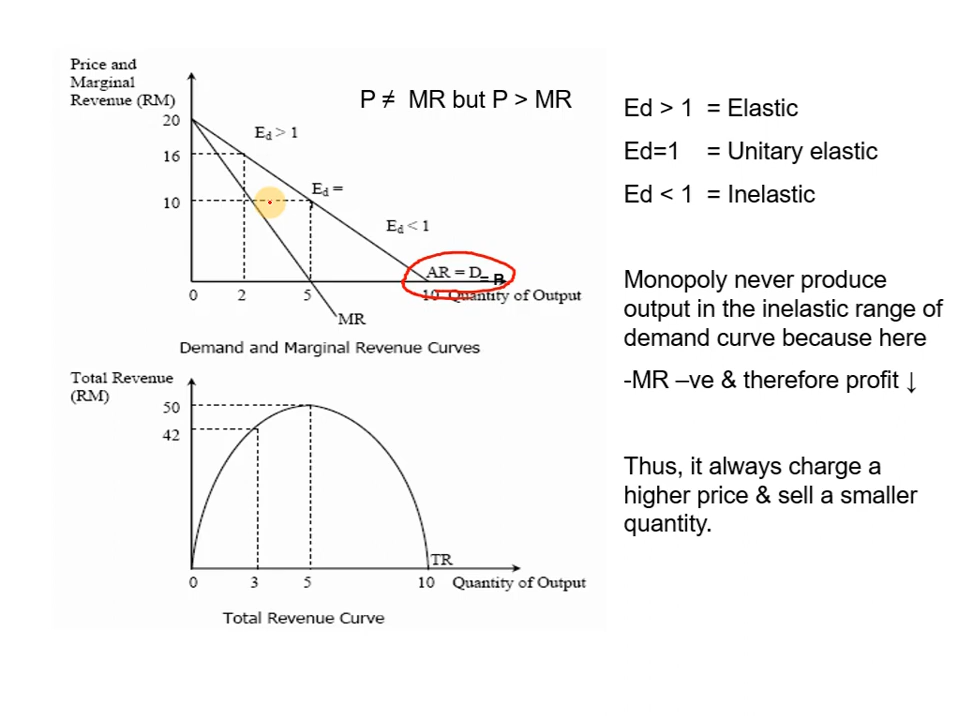 Price and
Marginal
Revenue (RM)
P ≠ MR but P > MR
20
16
10
Ed > 1
Ed =
Ed < 1
AR = D = P
0
2
5
10
Quantity of Output
MR
Demand and Marginal Revenue Curves
Total Revenue
(RM)
50
42
TR
0
3
5
10
Quantity of Output
Total Revenue Curve
Ed > 1 = Elastic
Ed=1 = Unitary elastic
Ed < 1 = Inelastic
Monopoly never produce
output in the inelastic range of
demand curve because here
-MR –ve & therefore profit ↓
Thus, it always charge a
higher price & sell a smaller
quantity.